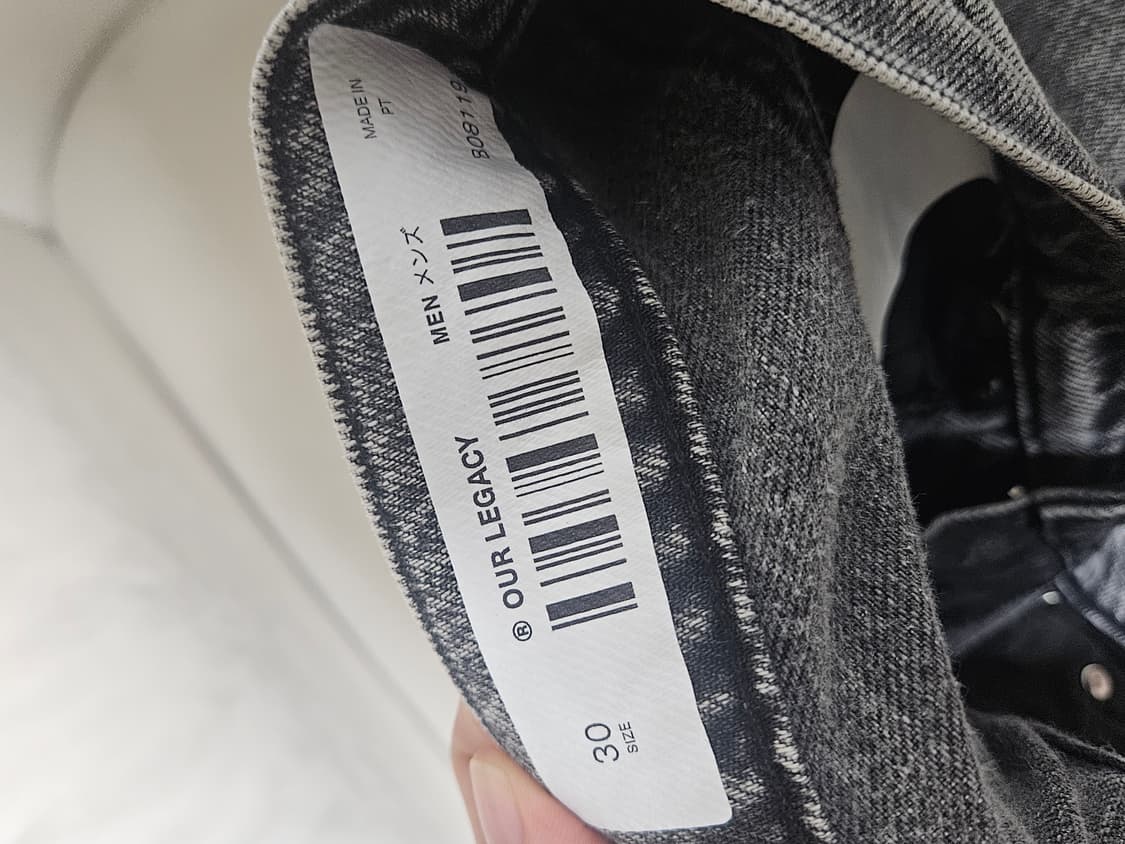 MADE IN
PT
808119
MEN メンズ
® OUR LEGACY
30
SIZE